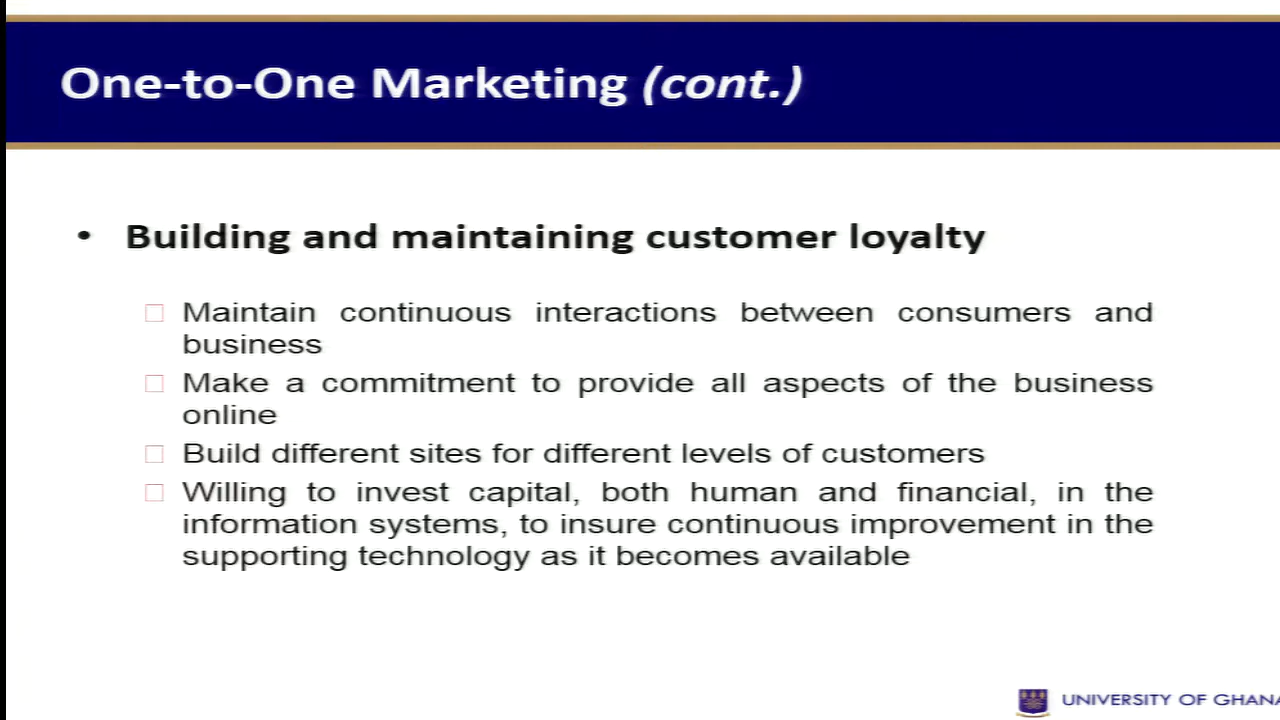 One-to-One Marketing (cont.)
• Building and maintaining customer loyalty
□ Maintain continuous interactions between consumers and
business
□ Make a commitment to provide all aspects of the business
online
□ Build different sites for different levels of customers
□ Willing to invest capital, both human and financial, in the
information systems, to insure continuous improvement in the
supporting technology as it becomes available
UNIVERSITY OF GHANA